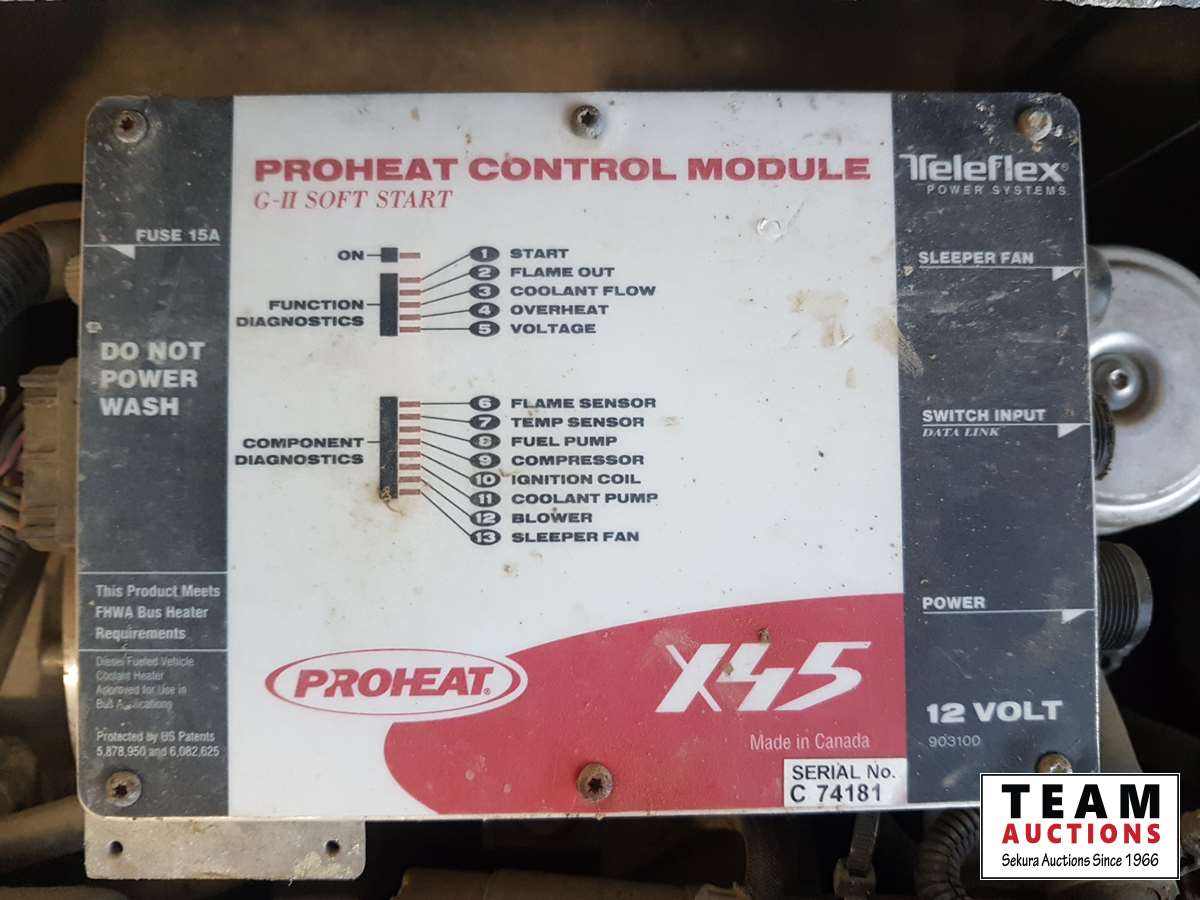 PROHEAT CONTROL MODULE
G-II SOFT START
Teleflex®
POWER SYSTEMS
FUSE 15A
DO NOT
POWER
WASH
ON
FUNCTION
DIAGNOSTICS
1 START
2 FLAME OUT
3 COOLANT FLOW
4 OVERHEAT
5 VOLTAGE
COMPONENT
DIAGNOSTICS
6 FLAME SENSOR
7 TEMP SENSOR
8 FUEL PUMP
9 COMPRESSOR
10 IGNITION COIL
11 COOLANT PUMP
12 BLOWER
13 SLEEPER FAN
SLEEPER FAN
SWITCH INPUT
DATA LINK
POWER
This Product Meets
FHWA Bus Heater
Requirements
Diesel Fueled Vehicle
Coolant Heater
Approved for Use in
Protected by US Patents
5,878,950 and 6,082,625
PROHEAT®
X45
Made in Canada
12 VOLT
903100
SERIAL No.
C 74181
TEAM
AUCTIONS
Sekura Auctions Since 1966